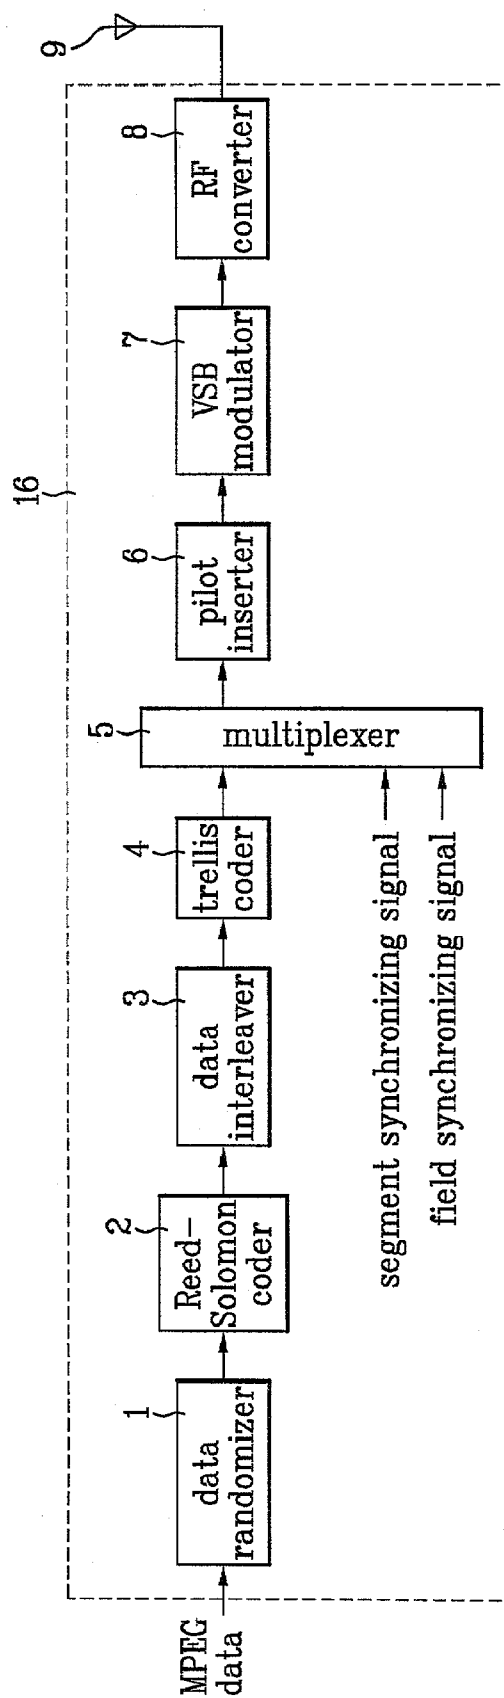 MPEG
data
1
data
randomizer
2
Reed-
Solomon
coder
3
data
interleaver
4
trellis
coder
5
multiplexer
segment synchronizing signal
field synchronizing signal
6
pilot
inserter
7
VSB
modulator
8
RF
converter
9
16